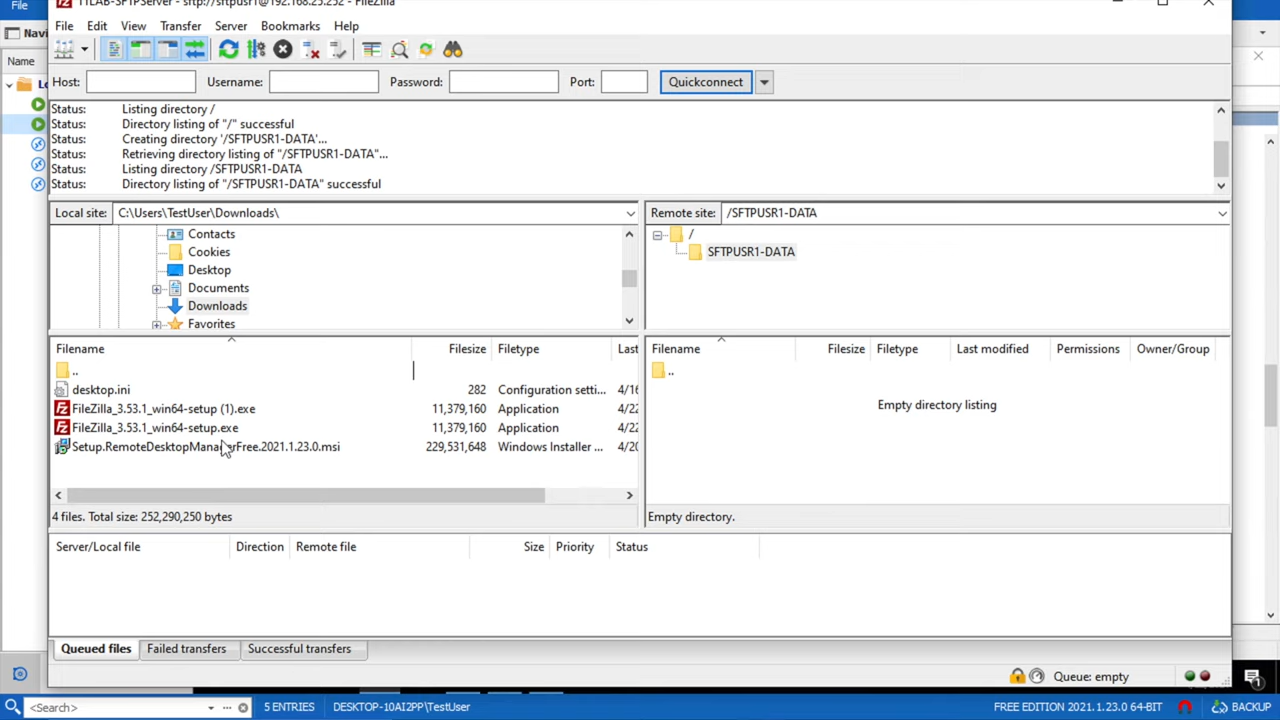 File
TTLAB-SFTPServer - sftp://sftpusr1@192.168.25.252 - FileZilla
Navi
Name
File Edit View Transfer Server Bookmarks Help
Host: Username: Password: Port: Quickconnect
Status: Listing directory /
Status: Directory listing of "/" successful
Status: Creating directory '/SFTPUSR1-DATA'...
Status: Retrieving directory listing of "/SFTPUSR1-DATA"...
Status: Listing directory /SFTPUSR1-DATA
Status: Directory listing of "/SFTPUSR1-DATA" successful
Local site: C:\Users\TestUser\Downloads\
Contacts
Cookies
Desktop
Documents
Downloads
Favorites
Remote site: /SFTPUSR1-DATA
/
SFTPUSR1-DATA
Filename Filesize Filetype Last
..
desktop.ini 282 Configuration setti... 4/16
FileZilla_3.53.1_win64-setup (1).exe 11,379,160 Application 4/22
FileZilla_3.53.1_win64-setup.exe 11,379,160 Application 4/22
Setup.RemoteDesktopManagerFree.2021.1.23.0.msi 229,531,648 Windows Installer ... 4/20
4 files. Total size: 252,290,250 bytes
Filename Filesize Filetype Last modified Permissions Owner/Group
..
Empty directory listing
Empty directory.
Server/Local file Direction Remote file Size Priority Status
Queued files Failed transfers Successful transfers
Queue: empty
1
<Search> ... 5 ENTRIES DESKTOP-10AI2PP\TestUser FREE EDITION 2021.1.23.0 64-BIT BACKUP